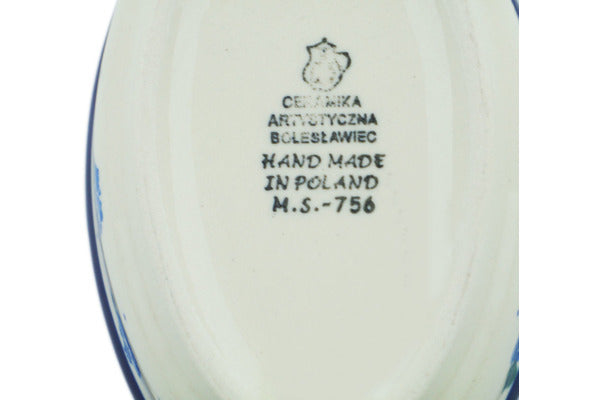 CERAMIKA
ARTYSTYCZNA
BOLESŁAWIEC
HAND MADE
IN POLAND
M.S.-756